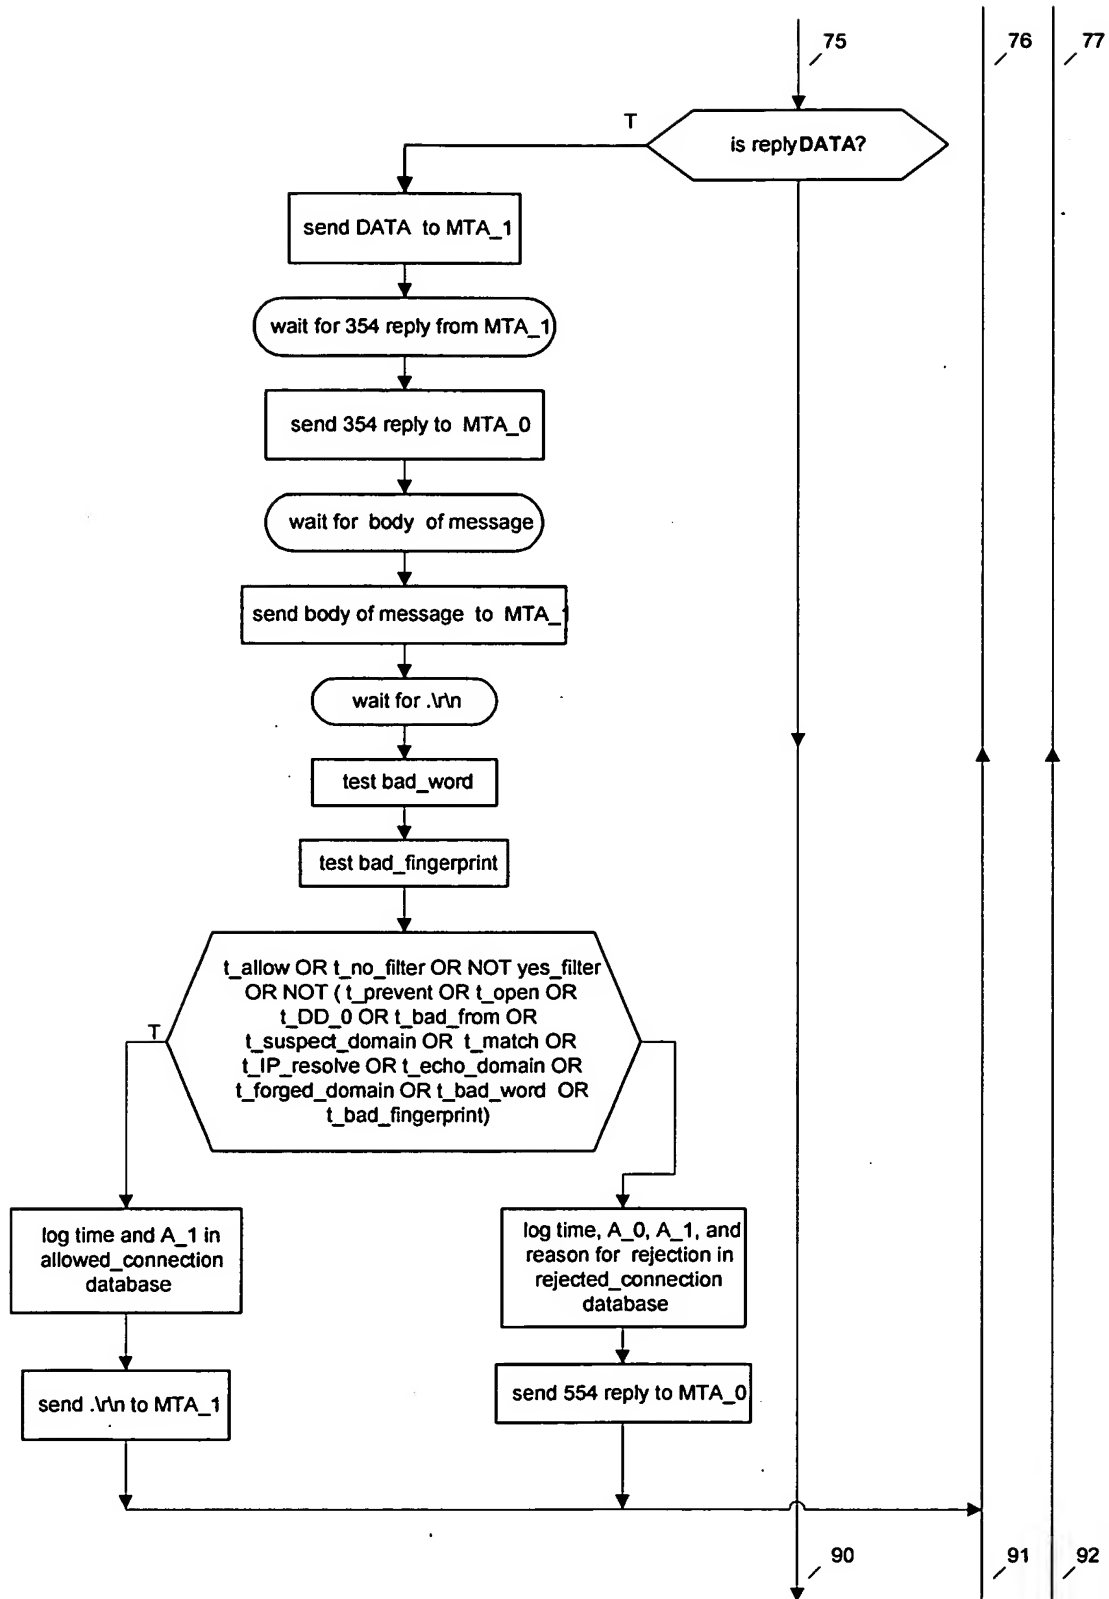 75
76
77
T
is reply DATA?
send DATA to MTA_1
wait for 354 reply from MTA_1
send 354 reply to MTA_0
wait for body of message
send body of message to MTA_1
wait for .\r\n
test bad_word
test bad_fingerprint
t_allow OR t_no_filter OR NOT yes_filter
OR NOT ( t_prevent OR t_open OR
t_DD_0 OR t_bad_from OR
t_suspect_domain OR t_match OR
t_IP_resolve OR t_echo_domain OR
t_forged_domain OR t_bad_word OR
t_bad_fingerprint)
T
log time and A_1 in
allowed_connection
database
log time, A_0, A_1, and
reason for rejection in
rejected_connection
database
send .\r\n to MTA_1
send 554 reply to MTA_0
90
91
92